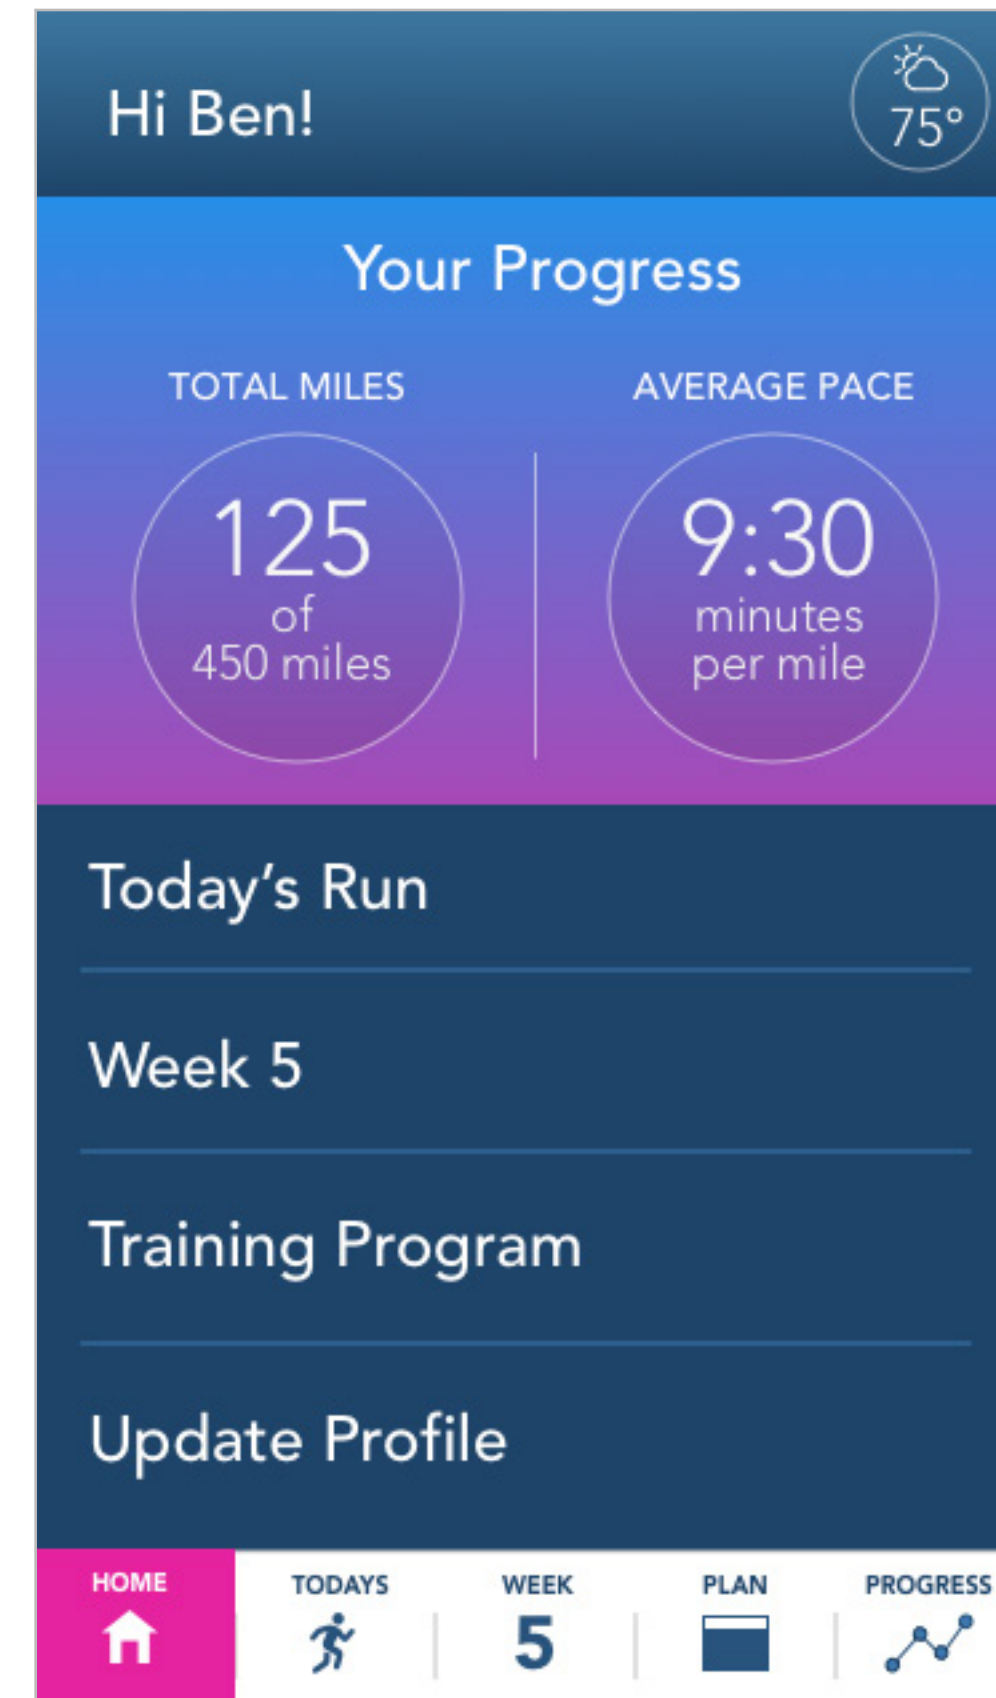 Hi Ben!
75°
Your Progress
TOTAL MILES
AVERAGE PACE
125
of
450 miles
9:30
minutes
per mile
Today’s Run
Week 5
Training Program
Update Profile
HOME
TODAYS
WEEK
5
PLAN
PROGRESS